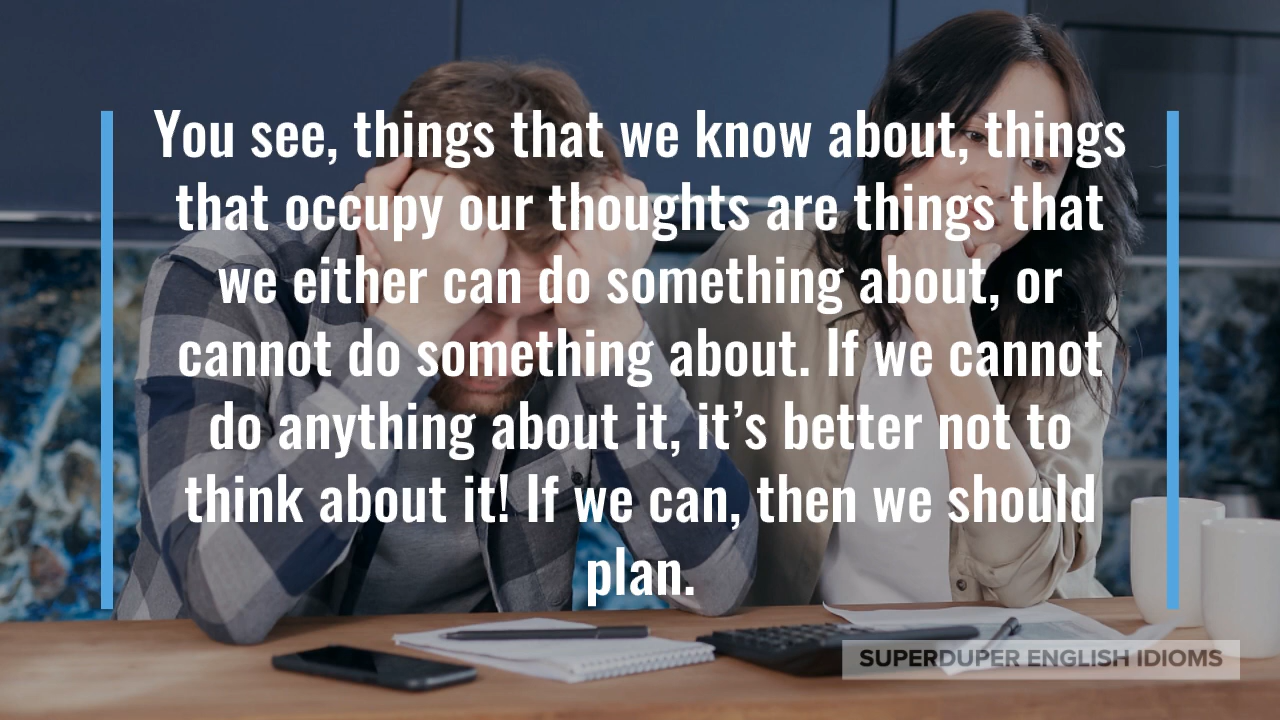 You see, things that we know about, things
that occupy our thoughts are things that
we either can do something about, or
cannot do something about. If we cannot
do anything about it, it’s better not to
think about it! If we can, then we should
plan.
SUPERDUPER ENGLISH IDIOMS